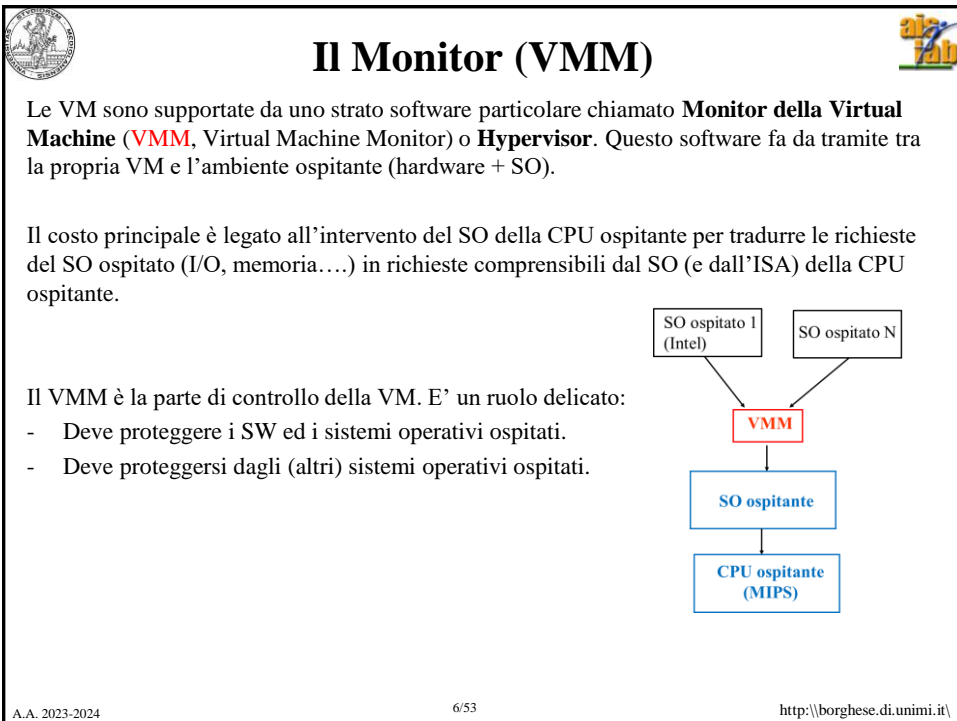 Il Monitor (VMM)
Le VM sono supportate da uno strato software particolare chiamato Monitor della Virtual
Machine (VMM, Virtual Machine Monitor) o Hypervisor. Questo software fa da tramite tra
la propria VM e l’ambiente ospitante (hardware + SO).
Il costo principale è legato all’intervento del SO della CPU ospitante per tradurre le richieste
del SO ospitato (I/O, memoria….) in richieste comprensibili dal SO (e dall’ISA) della CPU
ospitante.
SO ospitato 1
(Intel)
SO ospitato N
Il VMM è la parte di controllo della VM. E’ un ruolo delicato:
- Deve proteggere i SW ed i sistemi operativi ospitati.
- Deve proteggersi dagli (altri) sistemi operativi ospitati.
VMM
SO ospitante
CPU ospitante
(MIPS)
A.A. 2023-2024
6/53
http:\\borghese.di.unimi.it\